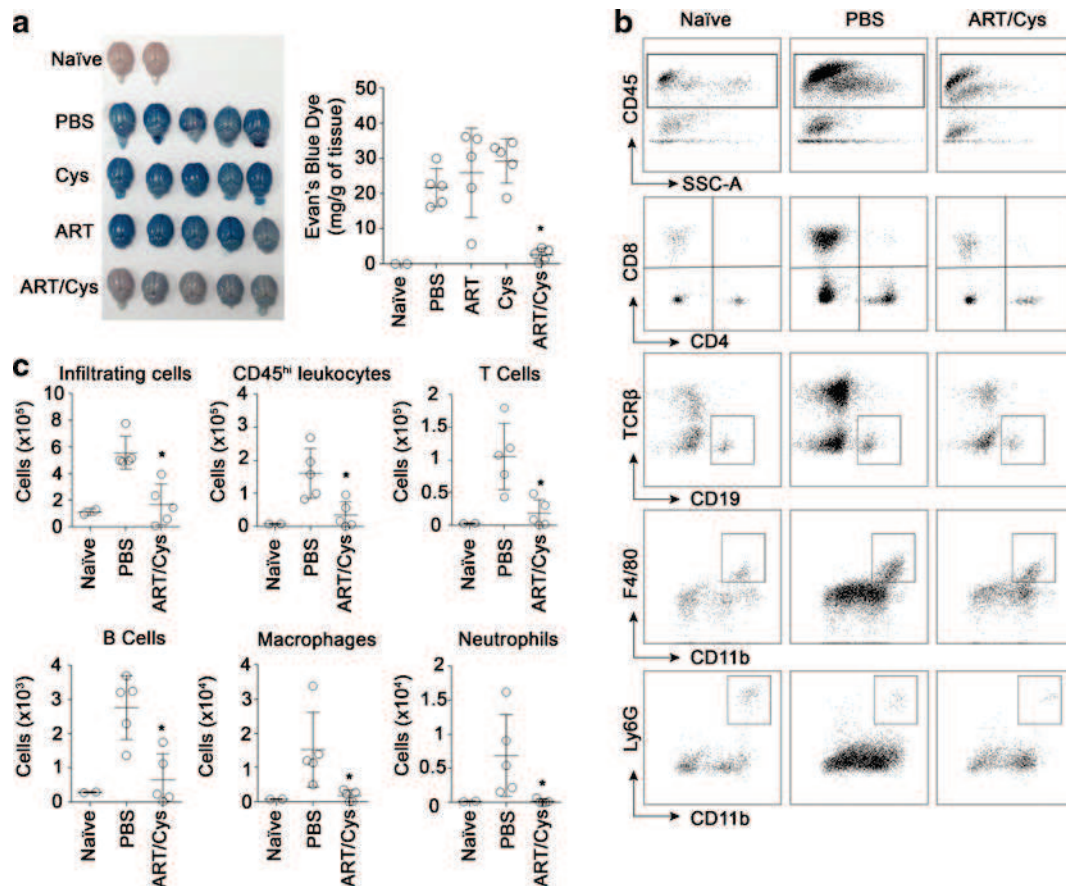 a
Naïve
PBS
Cys
ART
ART/Cys
Evan's Blue Dye
(mg/g of tissue)
50
40
30
20
10
0
*
Naïve
PBS
ART
Cys
ART/Cys
b
Naïve PBS ART/Cys
CD45
SSC-A
CD8
CD4
TCRβ
CD19
F4/80
CD11b
Ly6G
CD11b
c
Infiltrating cells
Cells (x10⁵)
10
8
6
4
2
0
*
Naïve
PBS
ART/Cys
CD45ʰⁱ leukocytes
Cells (x10⁵)
4
3
2
1
0
*
Naïve
PBS
ART/Cys
T Cells
Cells (x10⁵)
2
1.5
1
0.5
0
*
Naïve
PBS
ART/Cys
B Cells
Cells (x10³)
4
3
2
1
0
*
Naïve
PBS
ART/Cys
Macrophages
Cells (x10⁴)
4
3
2
1
0
*
Naïve
PBS
ART/Cys
Neutrophils
Cells (x10⁴)
2
1.5
1
0.5
0
*
Naïve
PBS
ART/Cys